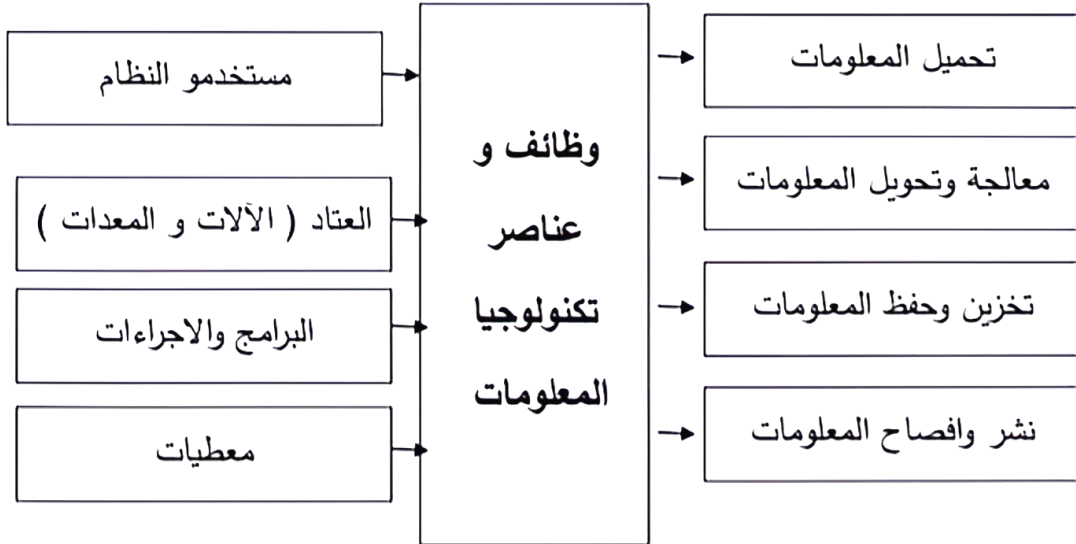 مستخدمو النظام
العتاد ( الآلات و المعدات )
البرامج والاجراءات
معطيات
وظائف و
عناصر
تكنولوجيا
المعلومات
تحميل المعلومات
معالجة وتحويل المعلومات
تخزين وحفظ المعلومات
نشر وافصاح المعلومات